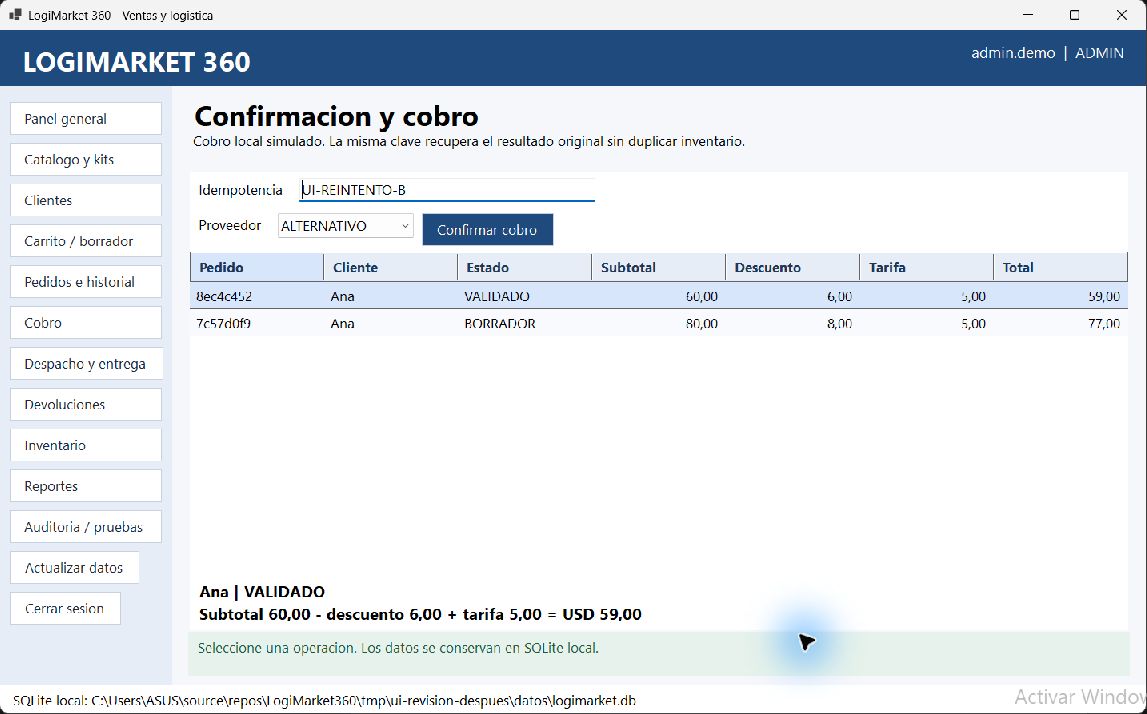 LogiMarket 360 - Ventas y logistica
LOGIMARKET 360
admin.demo | ADMIN
Panel general
Catalogo y kits
Clientes
Carrito / borrador
Pedidos e historial
Cobro
Despacho y entrega
Devoluciones
Inventario
Reportes
Auditoria / pruebas
Actualizar datos
Cerrar sesion
Confirmacion y cobro
Cobro local simulado. La misma clave recupera el resultado original sin duplicar inventario.
Idempotencia UI-REINTENTO-B
Proveedor ALTERNATIVO Confirmar cobro
Pedido Cliente Estado Subtotal Descuento Tarifa Total
8ec4c452 Ana VALIDADO 60,00 6,00 5,00 59,00
7c57d0f9 Ana BORRADOR 80,00 8,00 5,00 77,00
Ana | VALIDADO
Subtotal 60,00 - descuento 6,00 + tarifa 5,00 = USD 59,00
Seleccione una operacion. Los datos se conservan en SQLite local.
SQLite local: C:\Users\ASUS\source\repos\LogiMarket360\tmp\ui-revision-despues\datos\logimarket.db
Activar Window